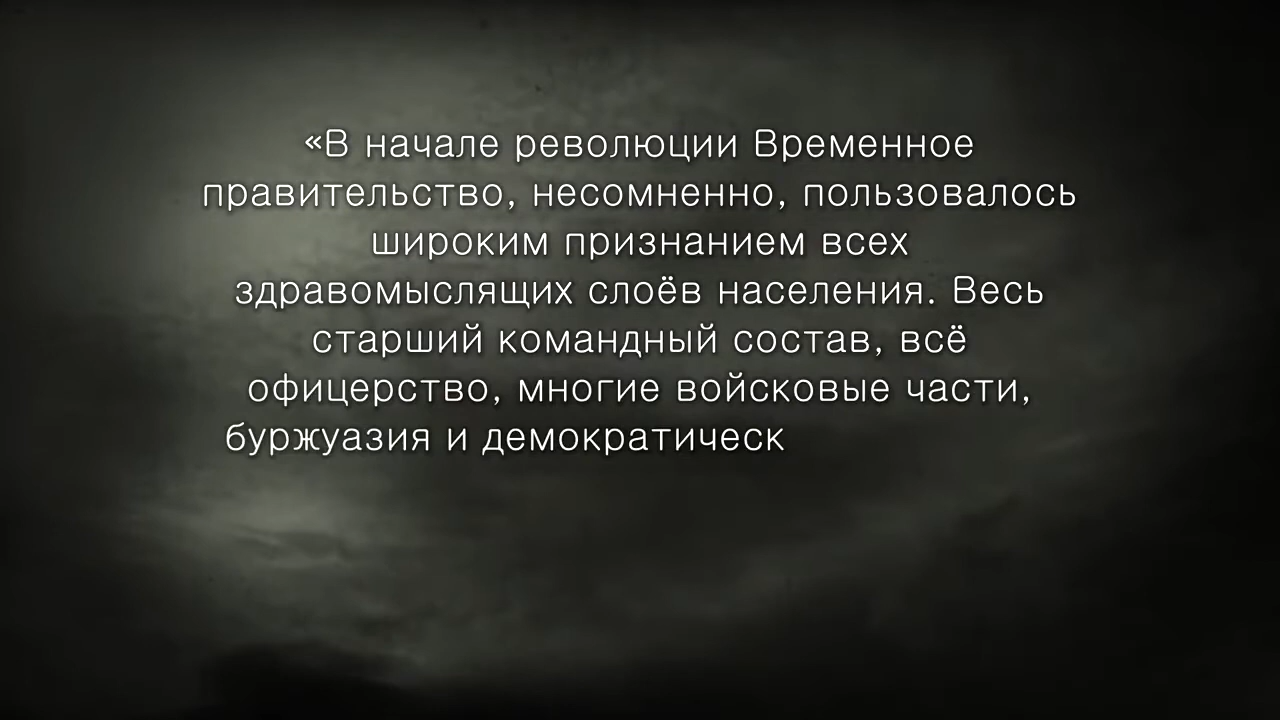 «В начале революции Временное
правительство, несомненно, пользовалось
широким признанием всех
здравомыслящих слоёв населения. Весь
старший командный состав, всё
офицерство, многие войсковые части,
буржуазия и демократическ